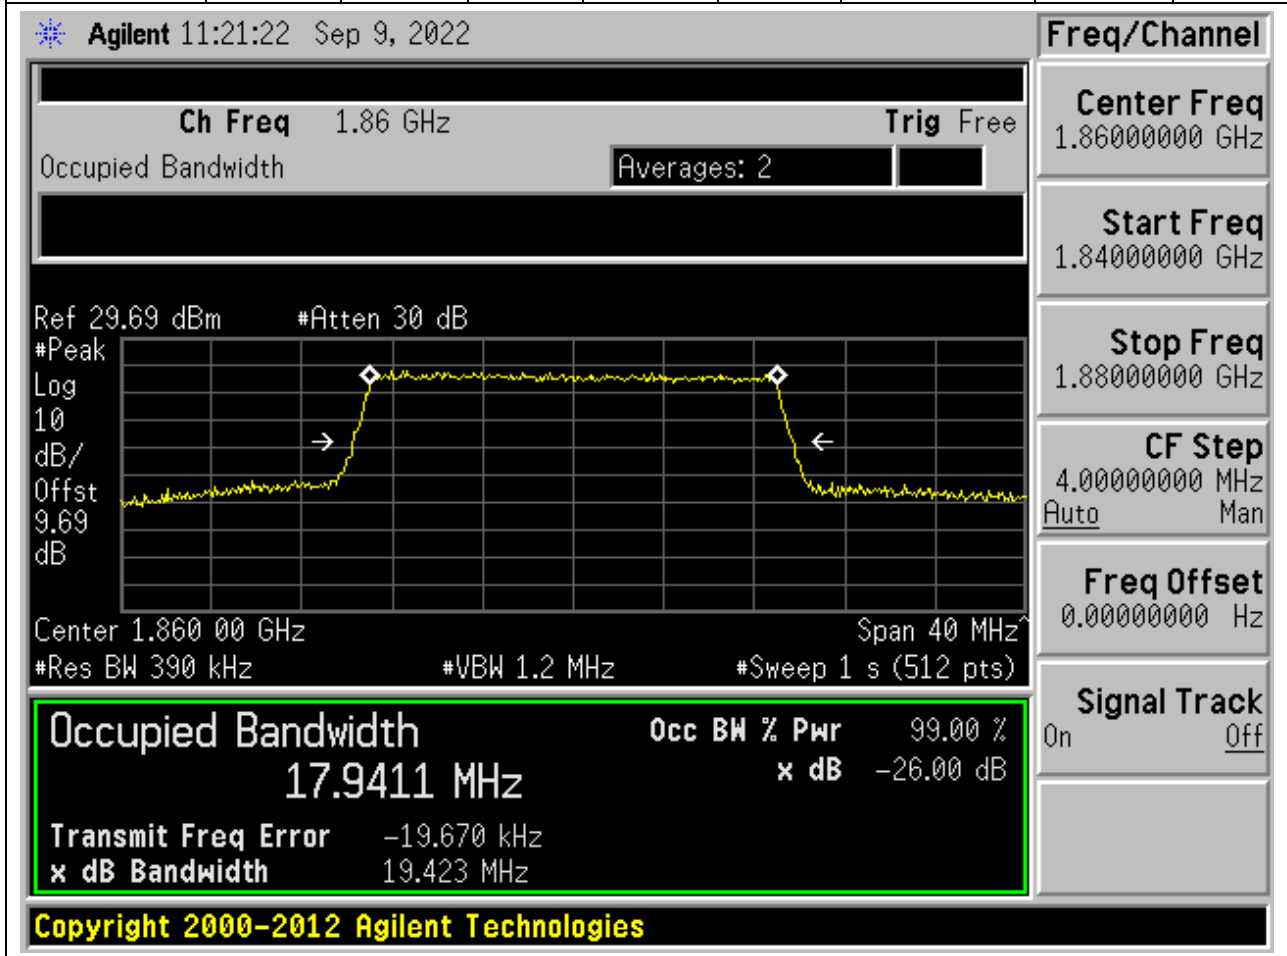 Agilent 11:21:22 Sep 9, 2022
Freq/Channel
Ch Freq 1.86 GHz Trig Free
Occupied Bandwidth Averages: 2
Center Freq
1.86000000 GHz
Start Freq
1.84000000 GHz
Stop Freq
1.88000000 GHz
CF Step
4.00000000 MHz
Auto Man
Freq Offset
0.00000000 Hz
Signal Track
On Off
Ref 29.69 dBm #Atten 30 dB
#Peak
Log
10
dB/
Offst
9.69
dB
Center 1.860 00 GHz Span 40 MHz^
#Res BW 390 kHz #VBW 1.2 MHz #Sweep 1 s (512 pts)
Occupied Bandwidth
17.9411 MHz
Occ BW % Pwr 99.00 %
x dB -26.00 dB
Transmit Freq Error -19.670 kHz
x dB Bandwidth 19.423 MHz
Copyright 2000-2012 Agilent Technologies